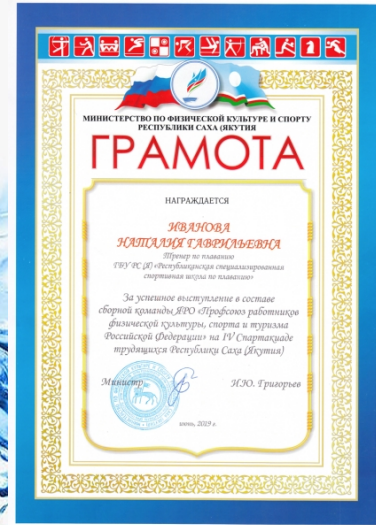 МИНИСТЕРСТВО ПО ФИЗИЧЕСКОЙ КУЛЬТУРЕ И СПОРТУ
РЕСПУБЛИКИ САХА (ЯКУТИЯ
ГРАМОТА
НАГРАЖДАЕТСЯ
ИВАНОВА
НАТАЛИЯ ГАВРИЛЬЕВНА
Тренер по плаванию
ГБУ РС (Я) «Республиканская специализированная
спортивная школа по плаванию»
За успешное выступление в составе
сборной команды ЯРО «Профсоюз работников
физической культуры, спорта и туризма
Российской Федерации» на IV Спартакиаде
трудящихся Республики Саха (Якутия)
Министр И.Ю. Григорьев
июнь, 2019 г.